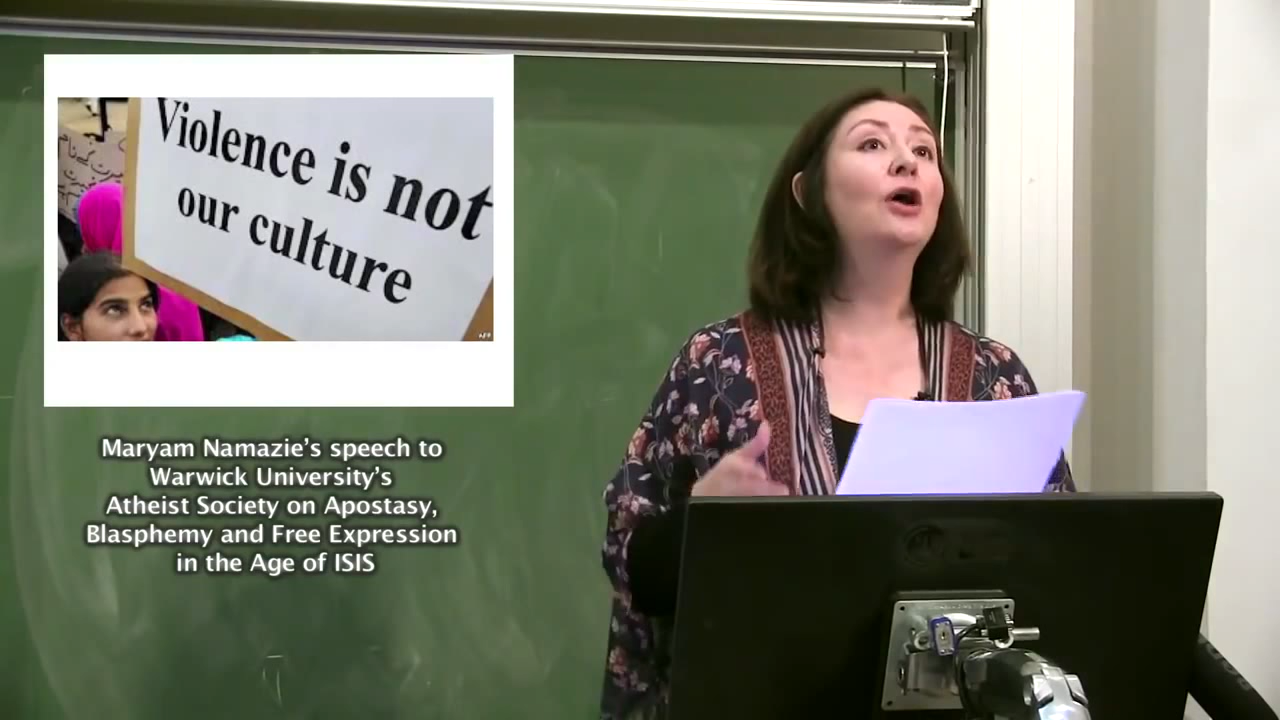 Violence is not
our culture
AFP
Maryam Namazie's speech to
Warwick University's
Atheist Society on Apostasy,
Blasphemy and Free Expression
in the Age of ISIS